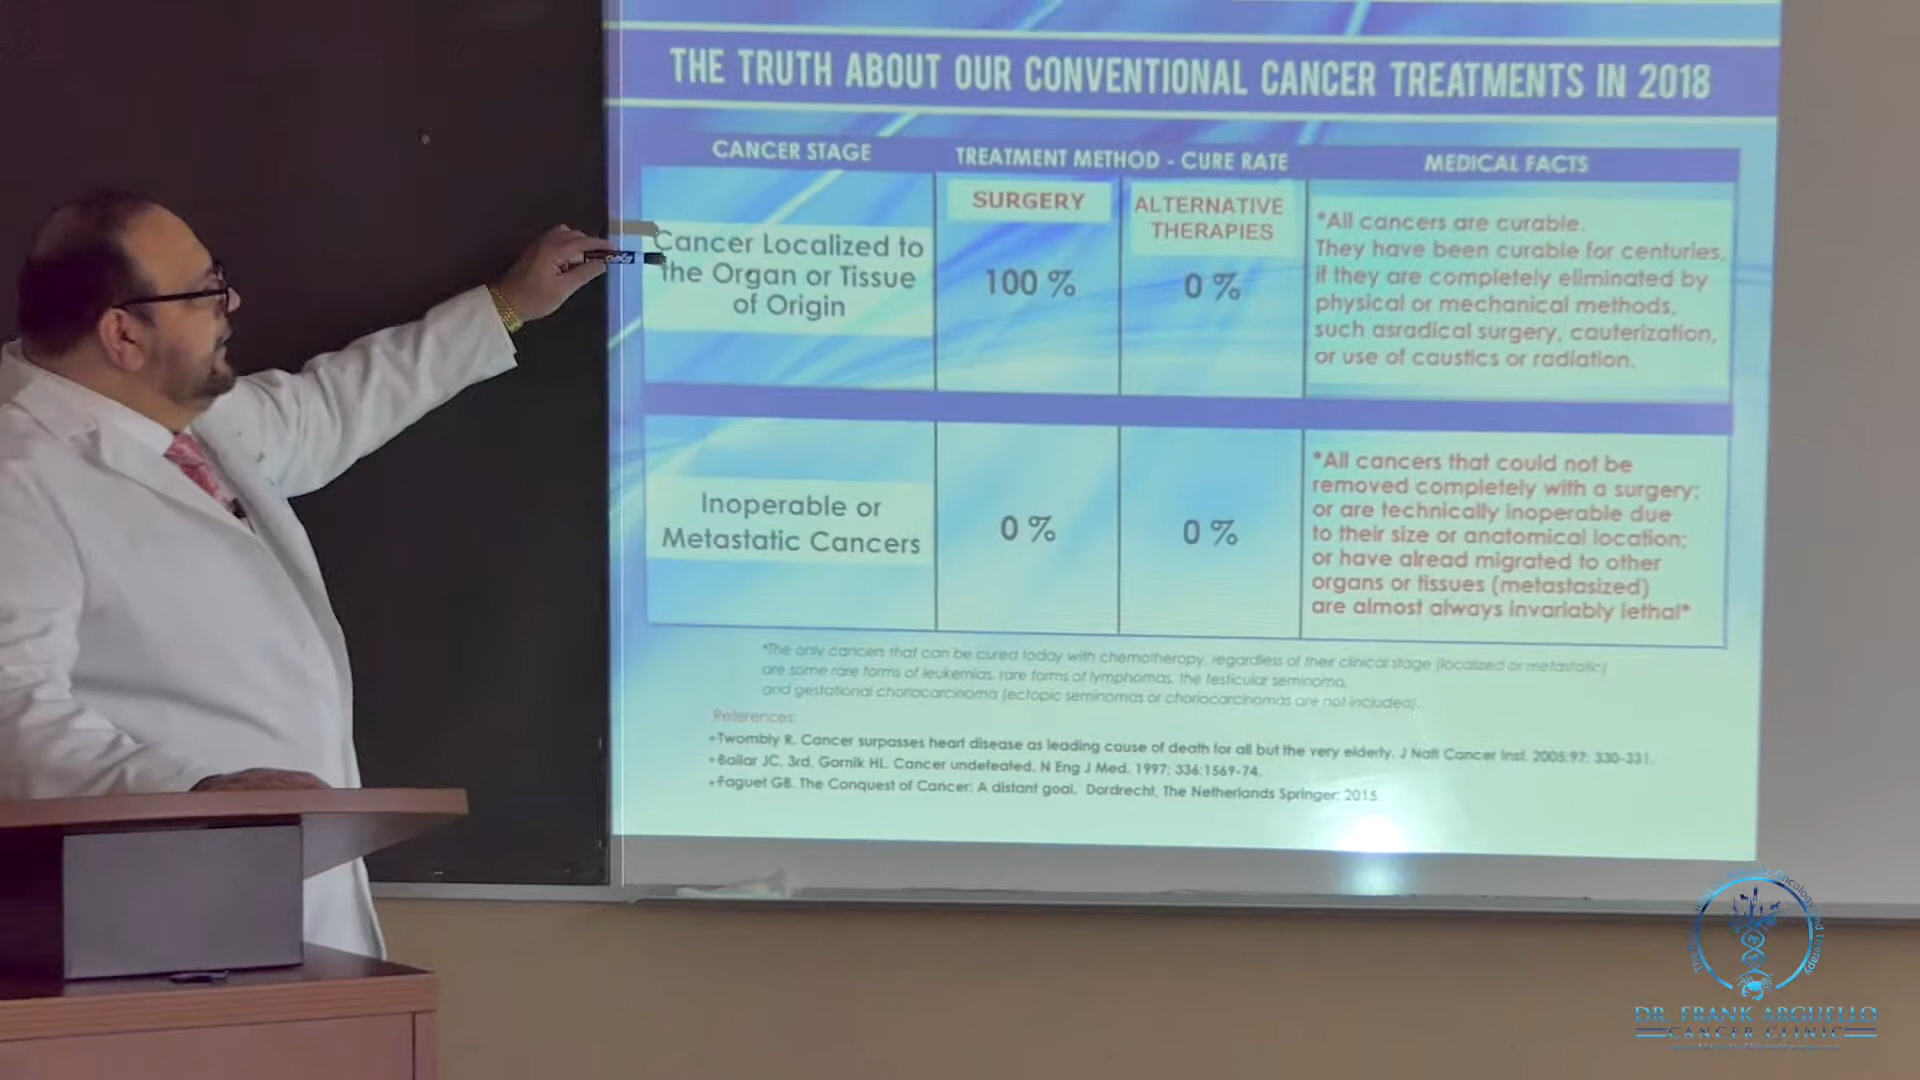 THE TRUTH ABOUT OUR CONVENTIONAL CANCER TREATMENTS IN 2018
CANCER STAGE
TREATMENT METHOD - CURE RATE
MEDICAL FACTS
SURGERY
ALTERNATIVE
THERAPIES
Cancer Localized to
the Organ or Tissue
of Origin
100 %
0 %
*All cancers are curable.
They have been curable for centuries,
if they are completely eliminated by
physical or mechanical methods,
such asradical surgery, cauterization,
or use of caustics or radiation.
Inoperable or
Metastatic Cancers
0 %
0 %
*All cancers that could not be
removed completely with a surgery;
or are technically inoperable due
to their size or anatomical location;
or have alread migrated to other
organs or tissues (metastasized)
are almost always invariably lethal*
*The only cancers that can be cured today with chemotherapy, regardless of their clinical stage (localized or metastatic)
are some rare forms of leukemias, rare forms of lymphomas, the testicular seminoma,
and gestational choriocarcinoma (ectopic seminomas or choriocarcinomas are not included).
References:
•Twombly R. Cancer surpasses heart disease as leading cause of death for all but the very elderly. J Natl Cancer Inst. 2005;97: 330-331.
•Bailar JC, 3rd, Gornik HL. Cancer undefeated. N Eng J Med. 1997; 336:1569-74.
•Faguet GB. The Conquest of Cancer: A distant goal. Dordrecht, The Netherlands Springer; 2015.
DR. FRANK ARGUELLO
CANCER CLINIC